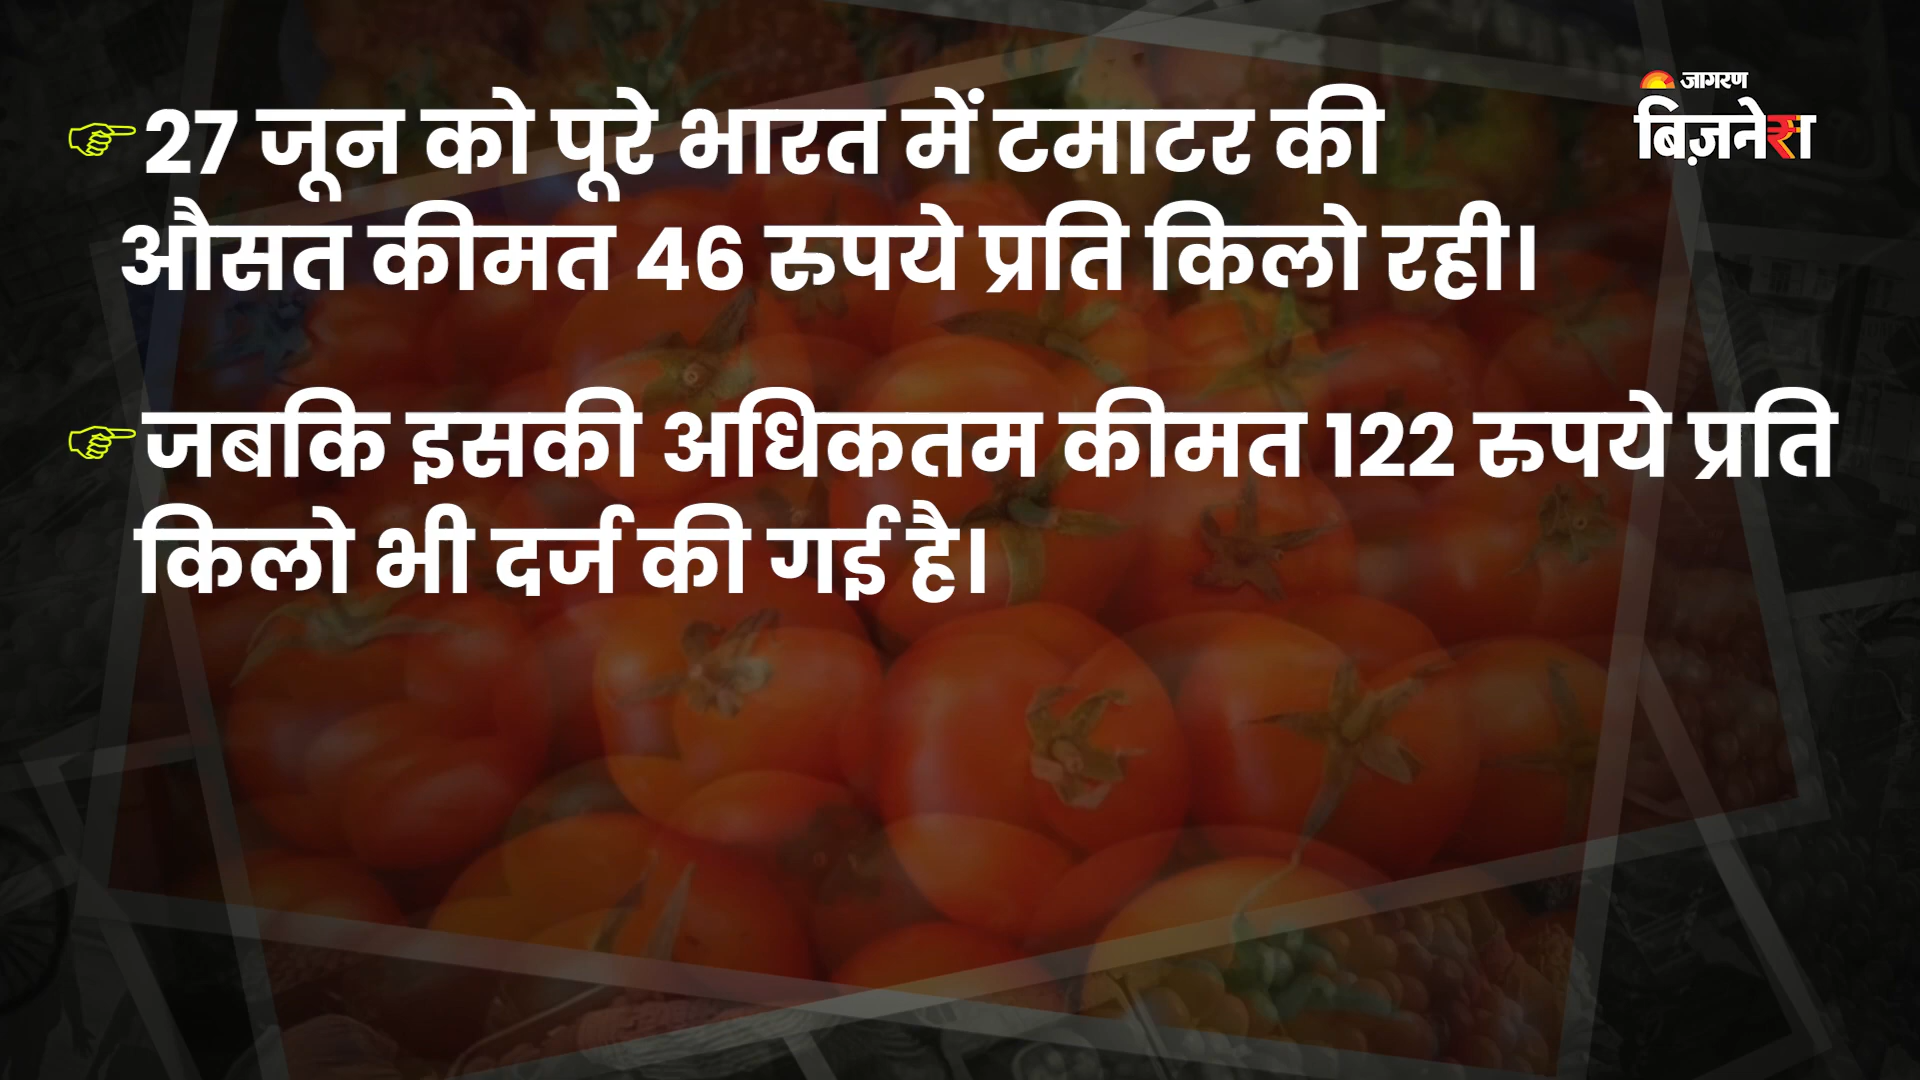 जागरण
बिज़नेस
27 जून को पूरे भारत में टमाटर की
औसत कीमत 46 रुपये प्रति किलो रही।
जबकि इसकी अधिकतम कीमत 122 रुपये प्रति
किलो भी दर्ज की गई है।